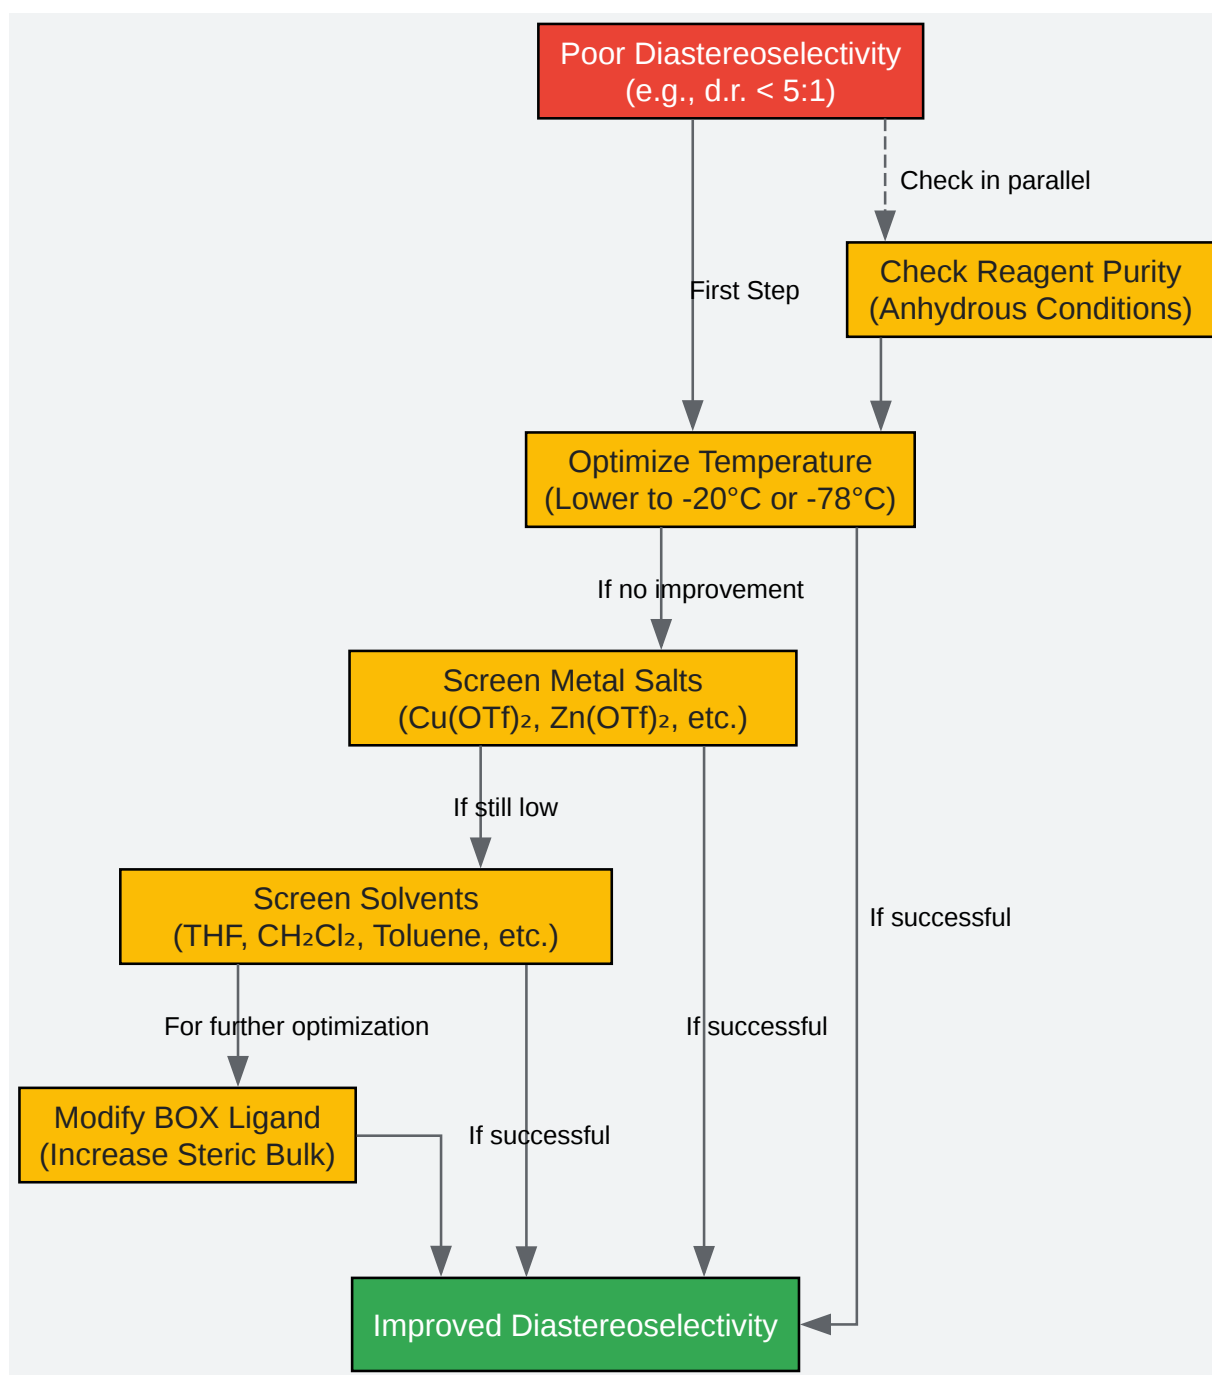 Poor Diastereoselectivity
(e.g., d.r. < 5:1)
Check in parallel
Check Reagent Purity
(Anhydrous Conditions)
First Step
Optimize Temperature
(Lower to -20°C or -78°C)
If no improvement
Screen Metal Salts
(Cu(OTf)₂, Zn(OTf)₂, etc.)
If still low
Screen Solvents
(THF, CH₂Cl₂, Toluene, etc.)
If successful
For further optimization
If successful
Modify BOX Ligand
(Increase Steric Bulk)
If successful
Improved Diastereoselectivity